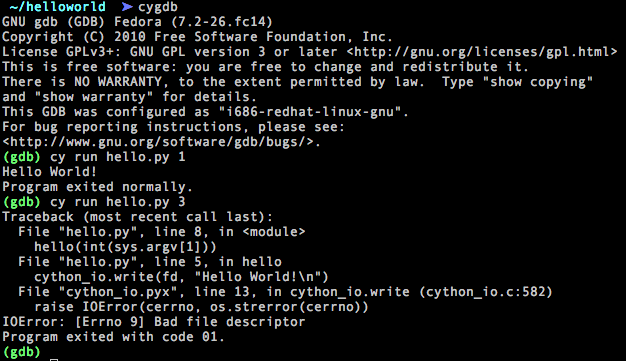 ~/helloworld ➤ cygdb
GNU gdb (GDB) Fedora (7.2-26.fc14)
Copyright (C) 2010 Free Software Foundation, Inc.
License GPLv3+: GNU GPL version 3 or later <http://gnu.org/licenses/gpl.html>
This is free software: you are free to change and redistribute it.
There is NO WARRANTY, to the extent permitted by law.  Type "show copying"
and "show warranty" for details.
This GDB was configured as "i686-redhat-linux-gnu".
For bug reporting instructions, please see:
<http://www.gnu.org/software/gdb/bugs/>.
(gdb) cy run hello.py 1
Hello World!
Program exited normally.
(gdb) cy run hello.py 3
Traceback (most recent call last):
  File "hello.py", line 8, in <module>
    hello(int(sys.argv[1]))
  File "hello.py", line 5, in hello
    cython_io.write(fd, "Hello World!\n")
  File "cython_io.pyx", line 13, in cython_io.write (cython_io.c:582)
    raise IOError(cerrno, os.strerror(cerrno))
IOError: [Errno 9] Bad file descriptor
Program exited with code 01.
(gdb)